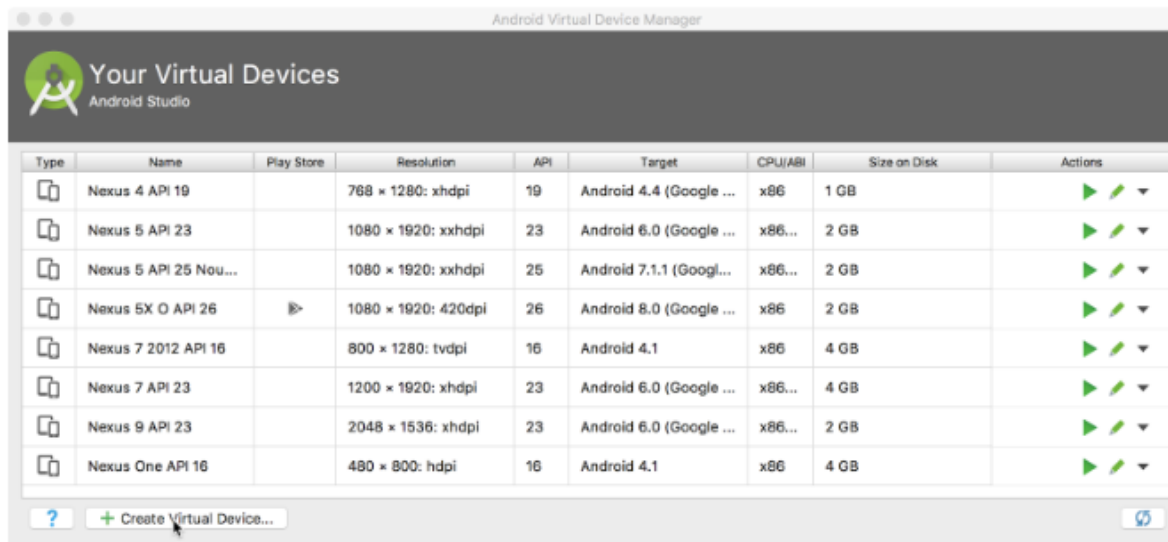 Android Virtual Device Manager
Your Virtual Devices
Android Studio
Type Name Play Store Resolution API Target CPU/ABI Size on Disk Actions
Nexus 4 API 19 768 × 1280: xhdpi 19 Android 4.4 (Google ... x86 1 GB
Nexus 5 API 23 1080 × 1920: xxhdpi 23 Android 6.0 (Google ... x86... 2 GB
Nexus 5 API 25 Nou... 1080 × 1920: xxhdpi 25 Android 7.1.1 (Googl... x86... 2 GB
Nexus 5X O API 26 1080 × 1920: 420dpi 26 Android 8.0 (Google ... x86 2 GB
Nexus 7 2012 API 16 800 × 1280: tvdpi 16 Android 4.1 x86 4 GB
Nexus 7 API 23 1200 × 1920: xhdpi 23 Android 6.0 (Google ... x86... 4 GB
Nexus 9 API 23 2048 × 1536: xhdpi 23 Android 6.0 (Google ... x86... 2 GB
Nexus One API 16 480 × 800: hdpi 16 Android 4.1 x86 4 GB
? + Create Virtual Device...